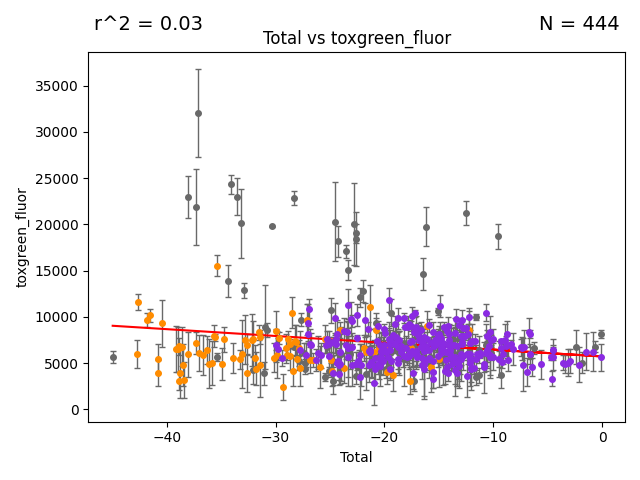 r^2 = 0.03
N = 444
Total vs toxgreen_fluor
35000
30000
25000
20000
15000
10000
5000
0
toxgreen_fluor
−40
−30
−20
−10
0
Total